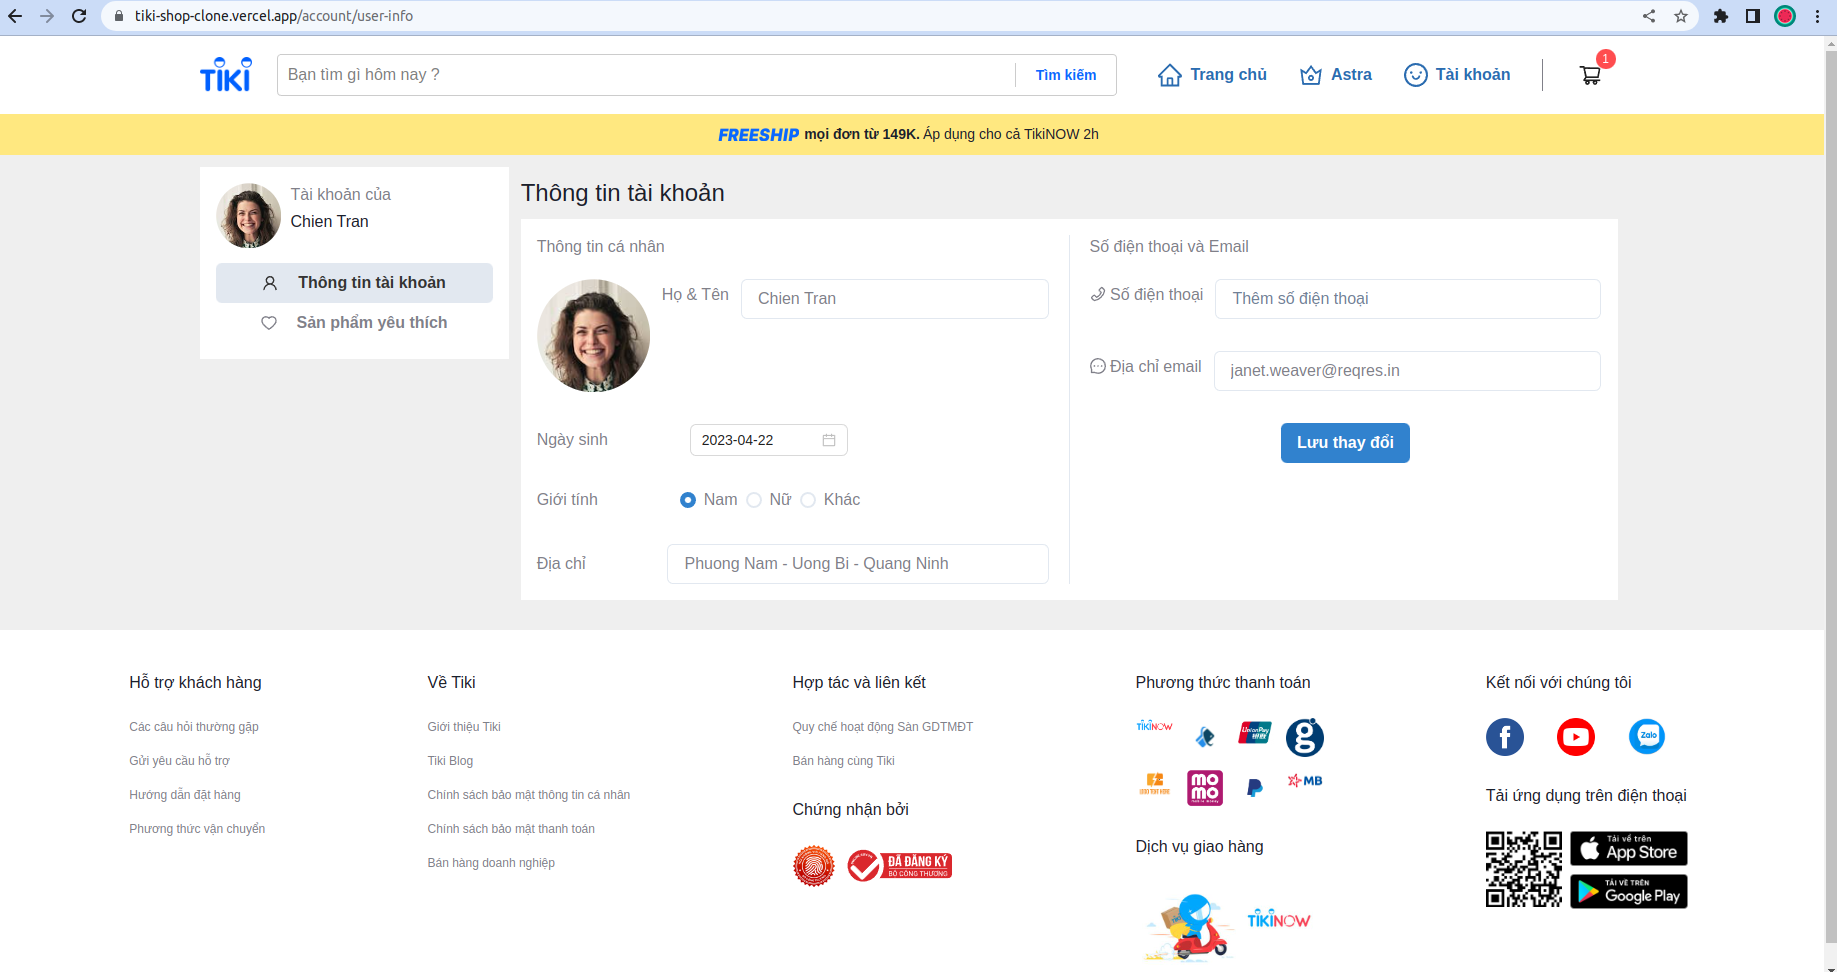 tiki-shop-clone.vercel.app/account/user-info
TIKI
Bạn tìm gì hôm nay ?
Tìm kiếm
Trang chủ
Astra
Tài khoản
1
FREESHIP mọi đơn từ 149K. Áp dụng cho cả TikiNOW 2h
Tài khoản của
Chien Tran
Thông tin tài khoản
Sản phẩm yêu thích
Thông tin tài khoản
Thông tin cá nhân
Họ & Tên
Chien Tran
Ngày sinh
2023-04-22
Giới tính
Nam
Nữ
Khác
Địa chỉ
Phuong Nam - Uong Bi - Quang Ninh
Số điện thoại và Email
Số điện thoại
Thêm số điện thoại
Địa chỉ email
janet.weaver@reqres.in
Lưu thay đổi
Hỗ trợ khách hàng
Các câu hỏi thường gặp
Gửi yêu cầu hỗ trợ
Hướng dẫn đặt hàng
Phương thức vận chuyển
Về Tiki
Giới thiệu Tiki
Tiki Blog
Chính sách bảo mật thông tin cá nhân
Chính sách bảo mật thanh toán
Bán hàng doanh nghiệp
Hợp tác và liên kết
Quy chế hoạt động Sàn GDTMĐT
Bán hàng cùng Tiki
Chứng nhận bởi
ĐÃ ĐĂNG KÝ
BỘ CÔNG THƯƠNG
Phương thức thanh toán
TIKINOW
UnionPay
g
mo
mo
MB
Dịch vụ giao hàng
TIKINOW
Kết nối với chúng tôi
f
Zalo
Tải ứng dụng trên điện thoại
Tải về trên
App Store
TẢI VỀ TRÊN
Google Play